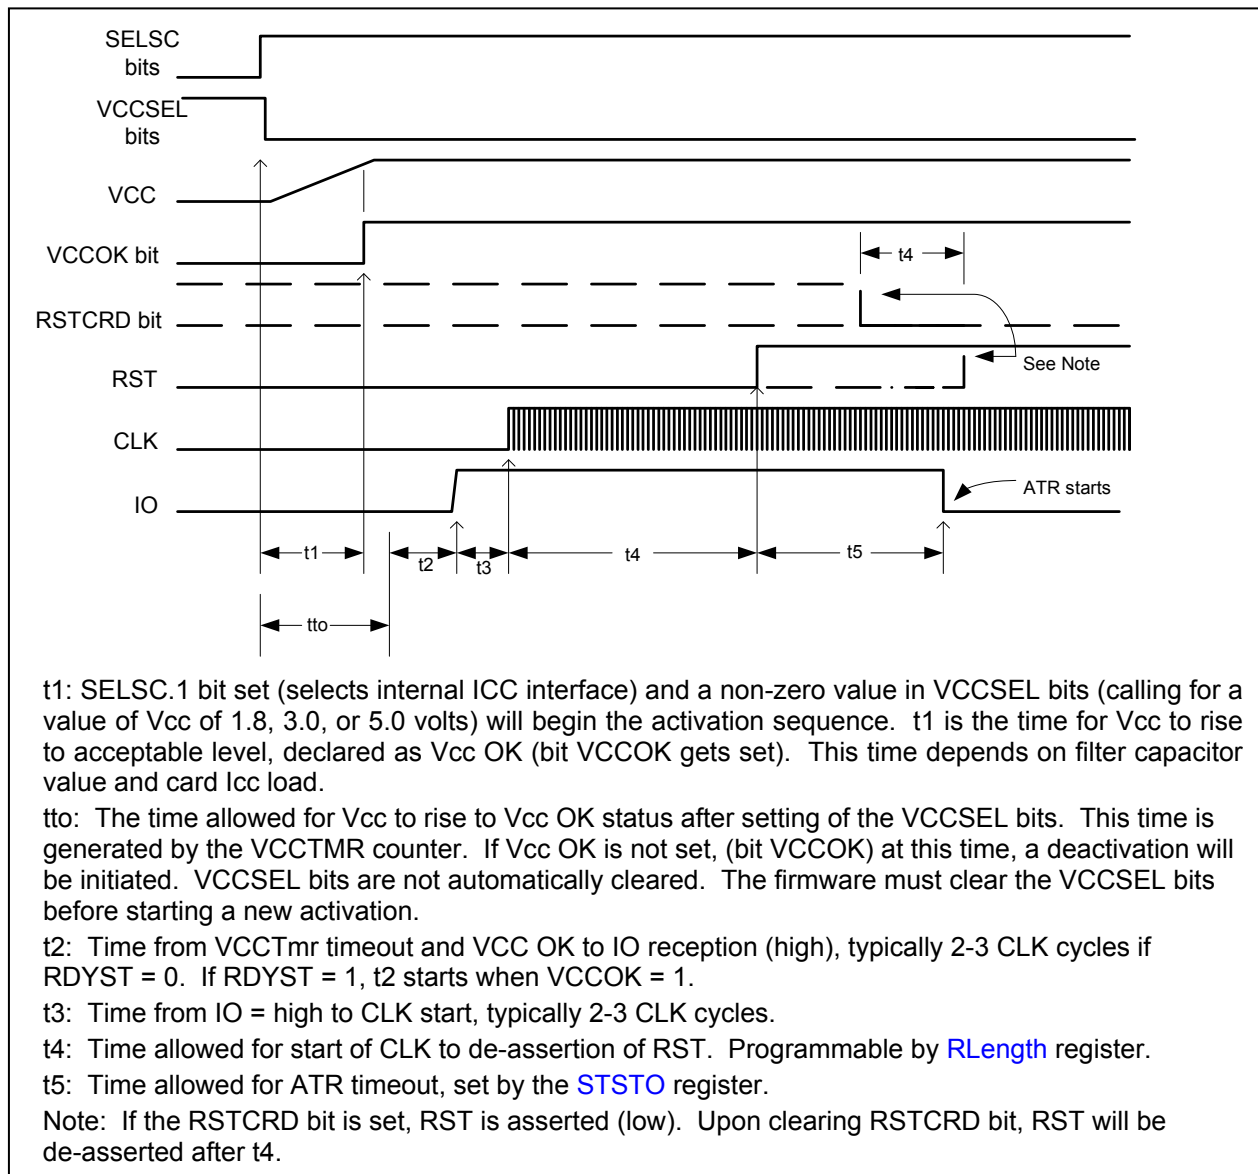 SELSC
bits
VCCSEL
bits
VCC
VCCOK bit
t4
RSTCRD bit
See Note
RST
CLK
ATR starts
IO
t1
t2
t3
t4
t5
tto
t1: SELSC.1 bit set (selects internal ICC interface) and a non-zero value in VCCSEL bits (calling for a
value of Vcc of 1.8, 3.0, or 5.0 volts) will begin the activation sequence. t1 is the time for Vcc to rise
to acceptable level, declared as Vcc OK (bit VCCOK gets set). This time depends on filter capacitor
value and card Icc load.
tto: The time allowed for Vcc to rise to Vcc OK status after setting of the VCCSEL bits. This time is
generated by the VCCTMR counter. If Vcc OK is not set, (bit VCCOK) at this time, a deactivation will
be initiated. VCCSEL bits are not automatically cleared. The firmware must clear the VCCSEL bits
before starting a new activation.
t2: Time from VCCTmr timeout and VCC OK to IO reception (high), typically 2-3 CLK cycles if
RDYST = 0. If RDYST = 1, t2 starts when VCCOK = 1.
t3: Time from IO = high to CLK start, typically 2-3 CLK cycles.
t4: Time allowed for start of CLK to de-assertion of RST. Programmable by RLength register.
t5: Time allowed for ATR timeout, set by the STSTO register.
Note: If the RSTCRD bit is set, RST is asserted (low). Upon clearing RSTCRD bit, RST will be
de-asserted after t4.